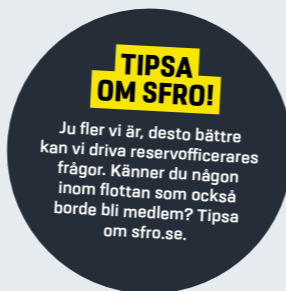 TIPSA
OM SFRO!
Ju fler vi är, desto bättre
kan vi driva reservofficerares
frågor. Känner du någon
inom flottan som också
borde bli medlem? Tipsa
om sfro.se.